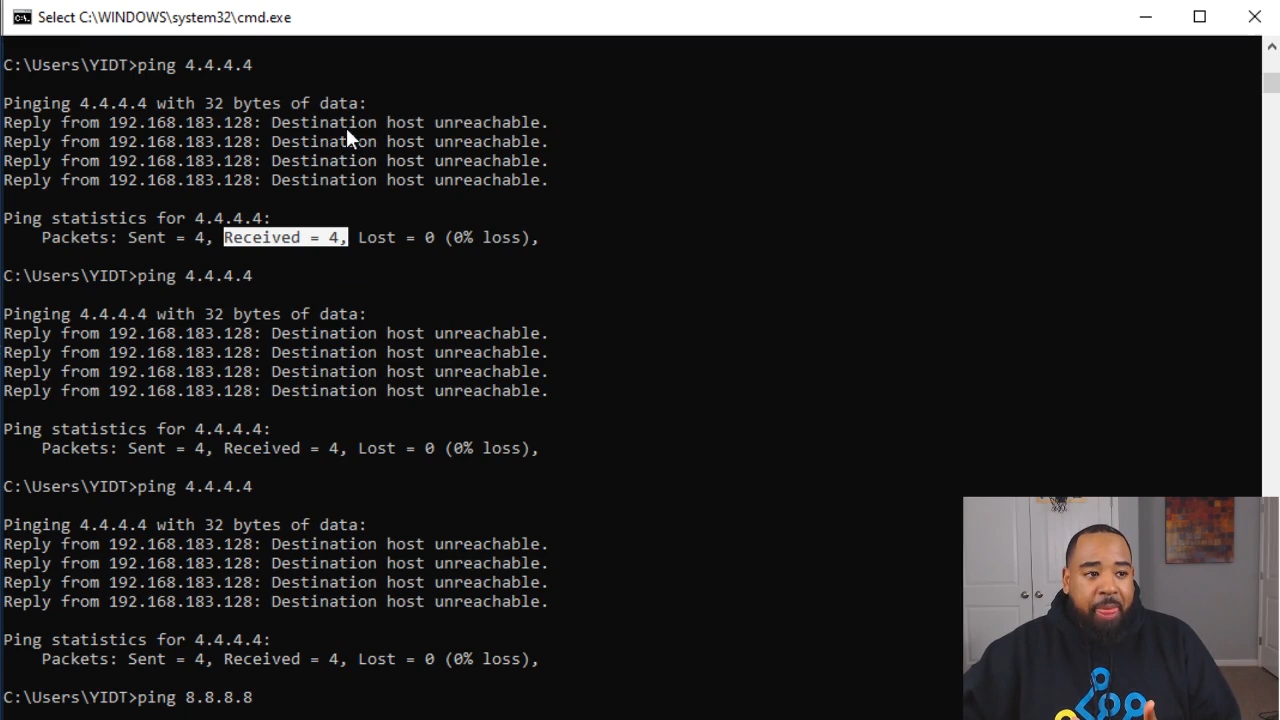 Select C:\WINDOWS\system32\cmd.exe
C:\Users\YIDT>ping 4.4.4.4
Pinging 4.4.4.4 with 32 bytes of data:
Reply from 192.168.183.128: Destination host unreachable.
Reply from 192.168.183.128: Destination host unreachable.
Reply from 192.168.183.128: Destination host unreachable.
Reply from 192.168.183.128: Destination host unreachable.
Ping statistics for 4.4.4.4:
Packets: Sent = 4, Received = 4, Lost = 0 (0% loss),
C:\Users\YIDT>ping 4.4.4.4
Pinging 4.4.4.4 with 32 bytes of data:
Reply from 192.168.183.128: Destination host unreachable.
Reply from 192.168.183.128: Destination host unreachable.
Reply from 192.168.183.128: Destination host unreachable.
Reply from 192.168.183.128: Destination host unreachable.
Ping statistics for 4.4.4.4:
Packets: Sent = 4, Received = 4, Lost = 0 (0% loss),
C:\Users\YIDT>ping 4.4.4.4
Pinging 4.4.4.4 with 32 bytes of data:
Reply from 192.168.183.128: Destination host unreachable.
Reply from 192.168.183.128: Destination host unreachable.
Reply from 192.168.183.128: Destination host unreachable.
Reply from 192.168.183.128: Destination host unreachable.
Ping statistics for 4.4.4.4:
Packets: Sent = 4, Received = 4, Lost = 0 (0% loss),
C:\Users\YIDT>ping 8.8.8.8